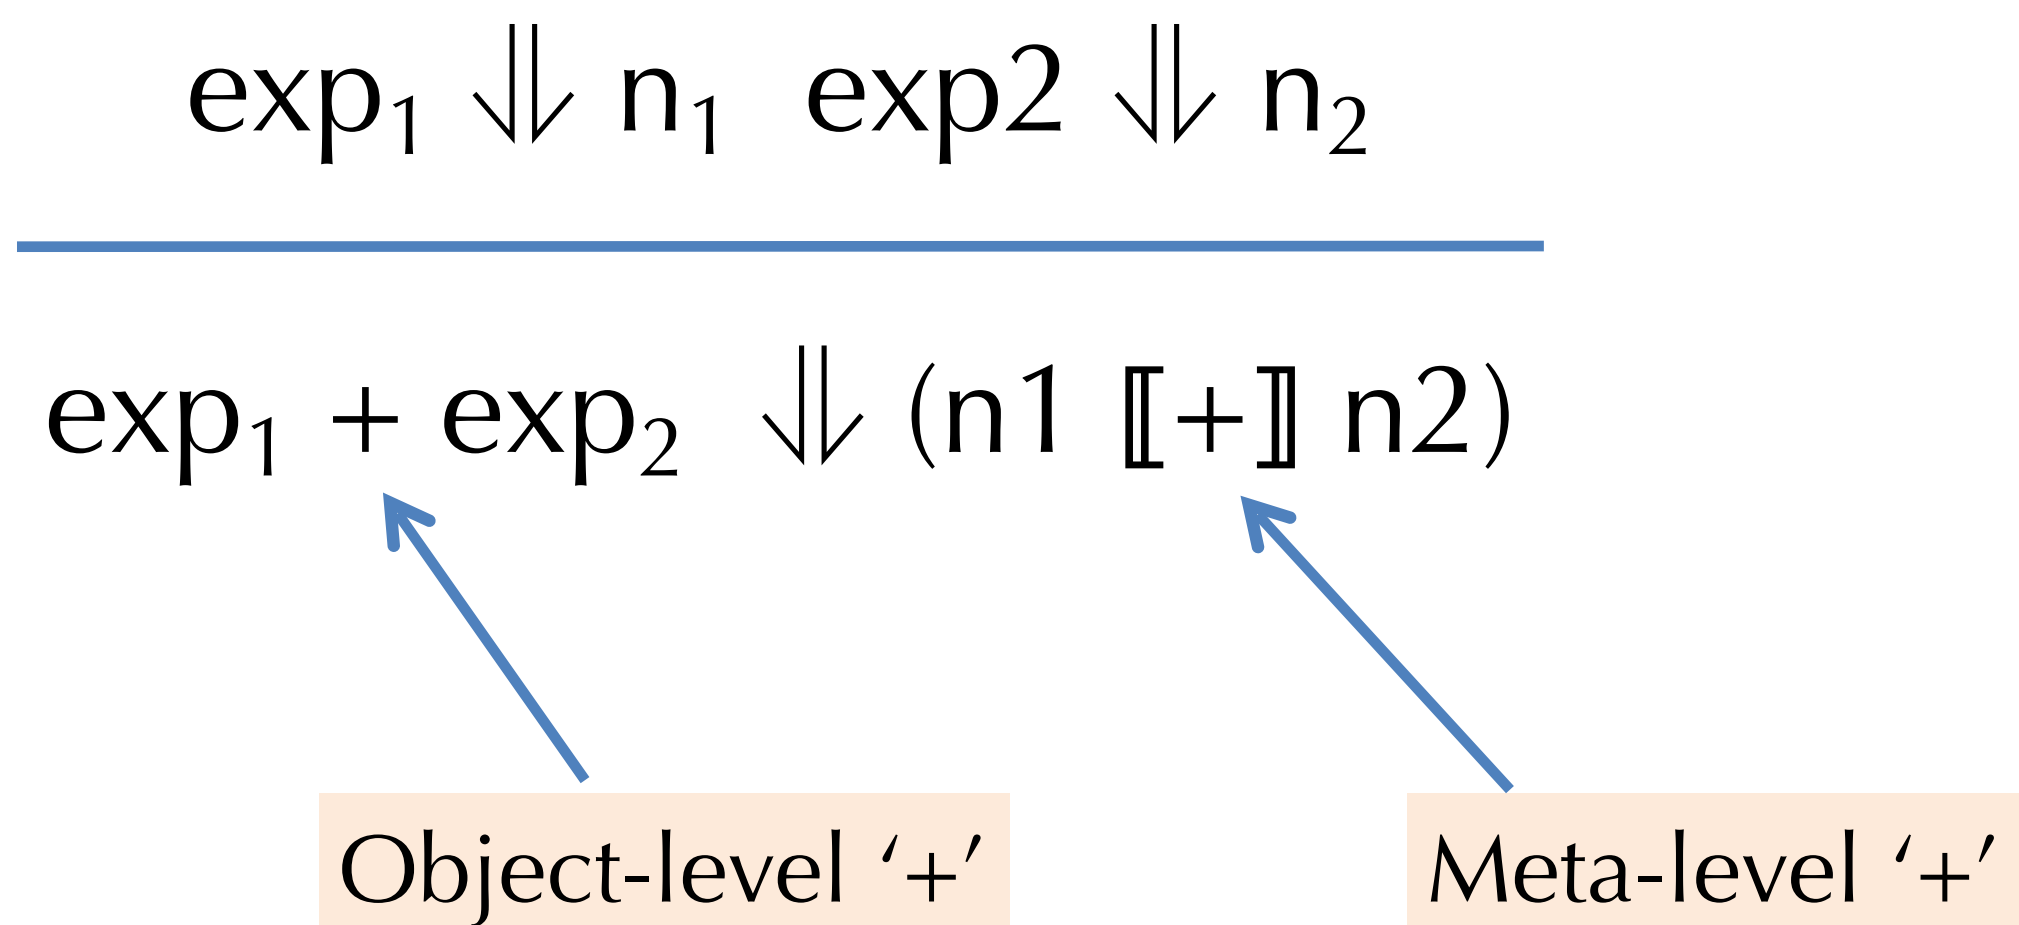 exp₁ ⇓ n₁ exp2 ⇓ n₂
exp₁ + exp₂ ⇓ (n1 ⟦+⟧ n2)
Object-level ‘+’
Meta-level ‘+’